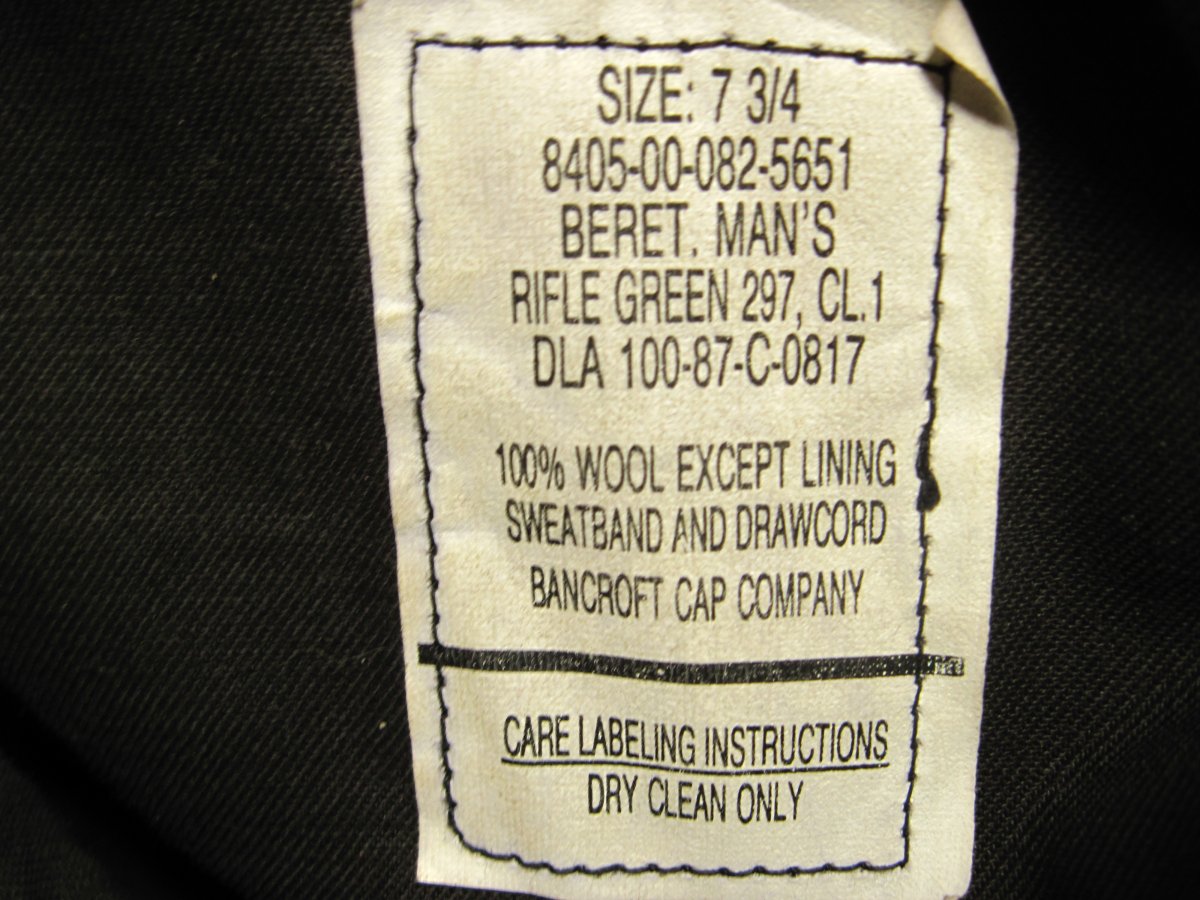 SIZE: 7 3/4
8405-00-082-5651
BERET. MAN'S
RIFLE GREEN 297, CL.1
DLA 100-87-C-0817
100% WOOL EXCEPT LINING
SWEATBAND AND DRAWCORD
BANCROFT CAP COMPANY
CARE LABELING INSTRUCTIONS
DRY CLEAN ONLY